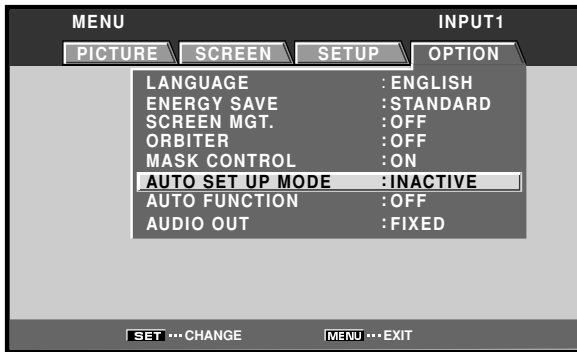 MENU INPUT1
PICTURE SCREEN SETUP OPTION
LANGUAGE :ENGLISH
ENERGY SAVE :STANDARD
SCREEN MGT. :OFF
ORBITER :OFF
MASK CONTROL :ON
AUTO SET UP MODE :INACTIVE
AUTO FUNCTION :OFF
AUDIO OUT :FIXED
SET ··· CHANGE MENU ··· EXIT